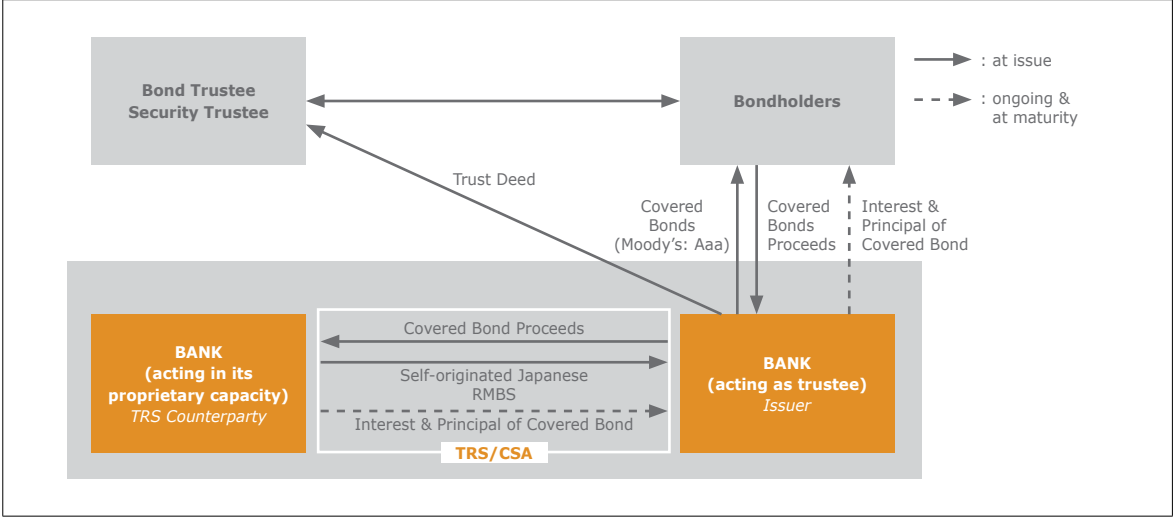 Bond Trustee
Security Trustee
Bondholders
: at issue
: ongoing &
at maturity
Trust Deed
Covered
Bonds
(Moody’s: Aaa)
Covered
Bonds
Proceeds
Interest &
Principal of
Covered Bond
BANK
(acting in its
proprietary capacity)
TRS Counterparty
Covered Bond Proceeds
Self-originated Japanese
RMBS
Interest & Principal of Covered Bond
TRS/CSA
BANK
(acting as trustee)
Issuer